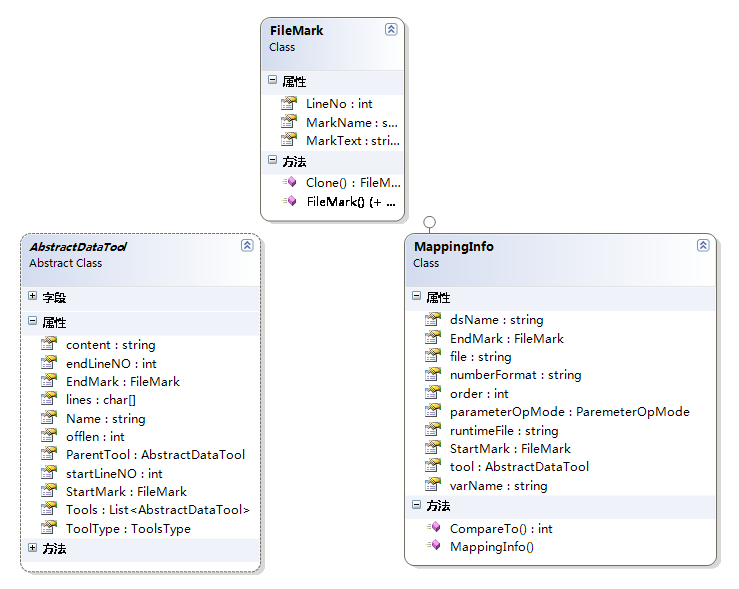 FileMark
Class
属性
LineNo : int
MarkName : s...
MarkText : stri...
方法
Clone() : FileM...
FileMark() (+ ...
AbstractDataTool
Abstract Class
字段
属性
content : string
endLineNO : int
EndMark : FileMark
lines : char[]
Name : string
offlen : int
ParentTool : AbstractDataTool
startLineNO : int
StartMark : FileMark
Tools : List<AbstractDataTool>
ToolType : ToolsType
方法
MappingInfo
Class
属性
dsName : string
EndMark : FileMark
file : string
numberFormat : string
order : int
parameterOpMode : ParemeterOpMode
runtimeFile : string
StartMark : FileMark
tool : AbstractDataTool
varName : string
方法
CompareTo() : int
MappingInfo()